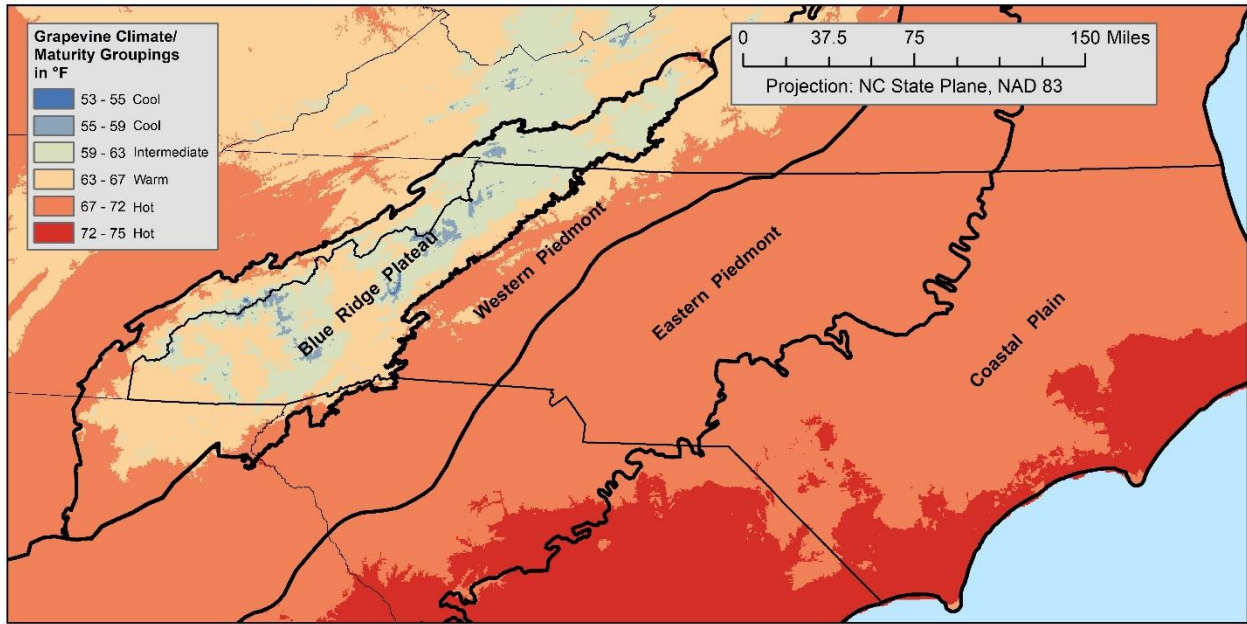 Grapevine Climate/
Maturity Groupings
in °F
53 - 55 Cool
55 - 59 Cool
59 - 63 Intermediate
63 - 67 Warm
67 - 72 Hot
72 - 75 Hot
0 37.5 75 150 Miles
Projection: NC State Plane, NAD 83
Blue Ridge Plateau
Western Piedmont
Eastern Piedmont
Coastal Plain